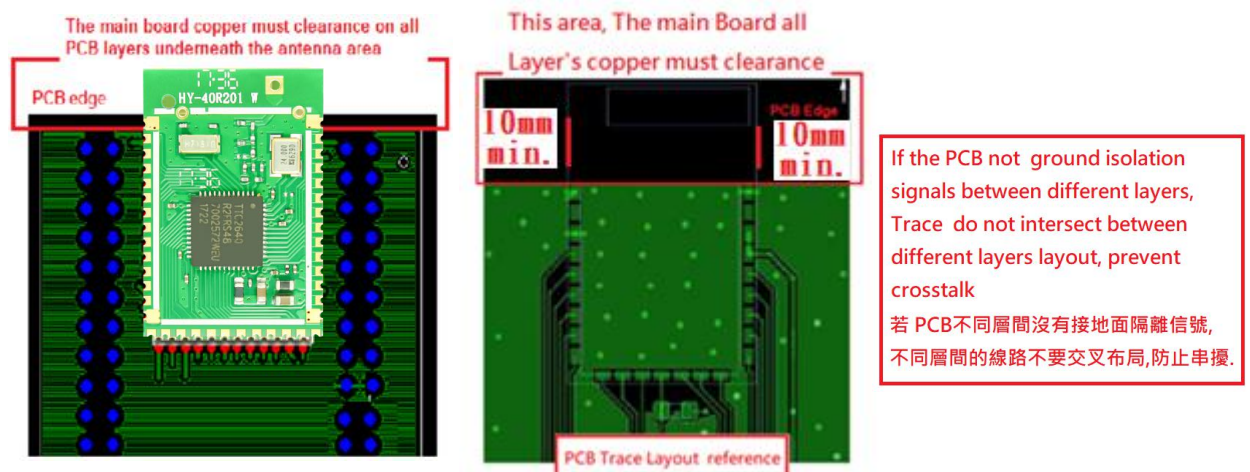 The main board copper must clearance on all
PCB layers underneath the antenna area
PCB edge
1736
HY-40R201 W
This area, The main Board all
Layer's copper must clearance
PCB Edge
10mm
min.
10mm
min.
PCB Trace Layout reference
If the PCB not ground isolation
signals between different layers,
Trace do not intersect between
different layers layout, prevent
crosstalk
若 PCB不同層間沒有接地面隔離信號,
不同層間的線路不要交叉布局,防止串擾.